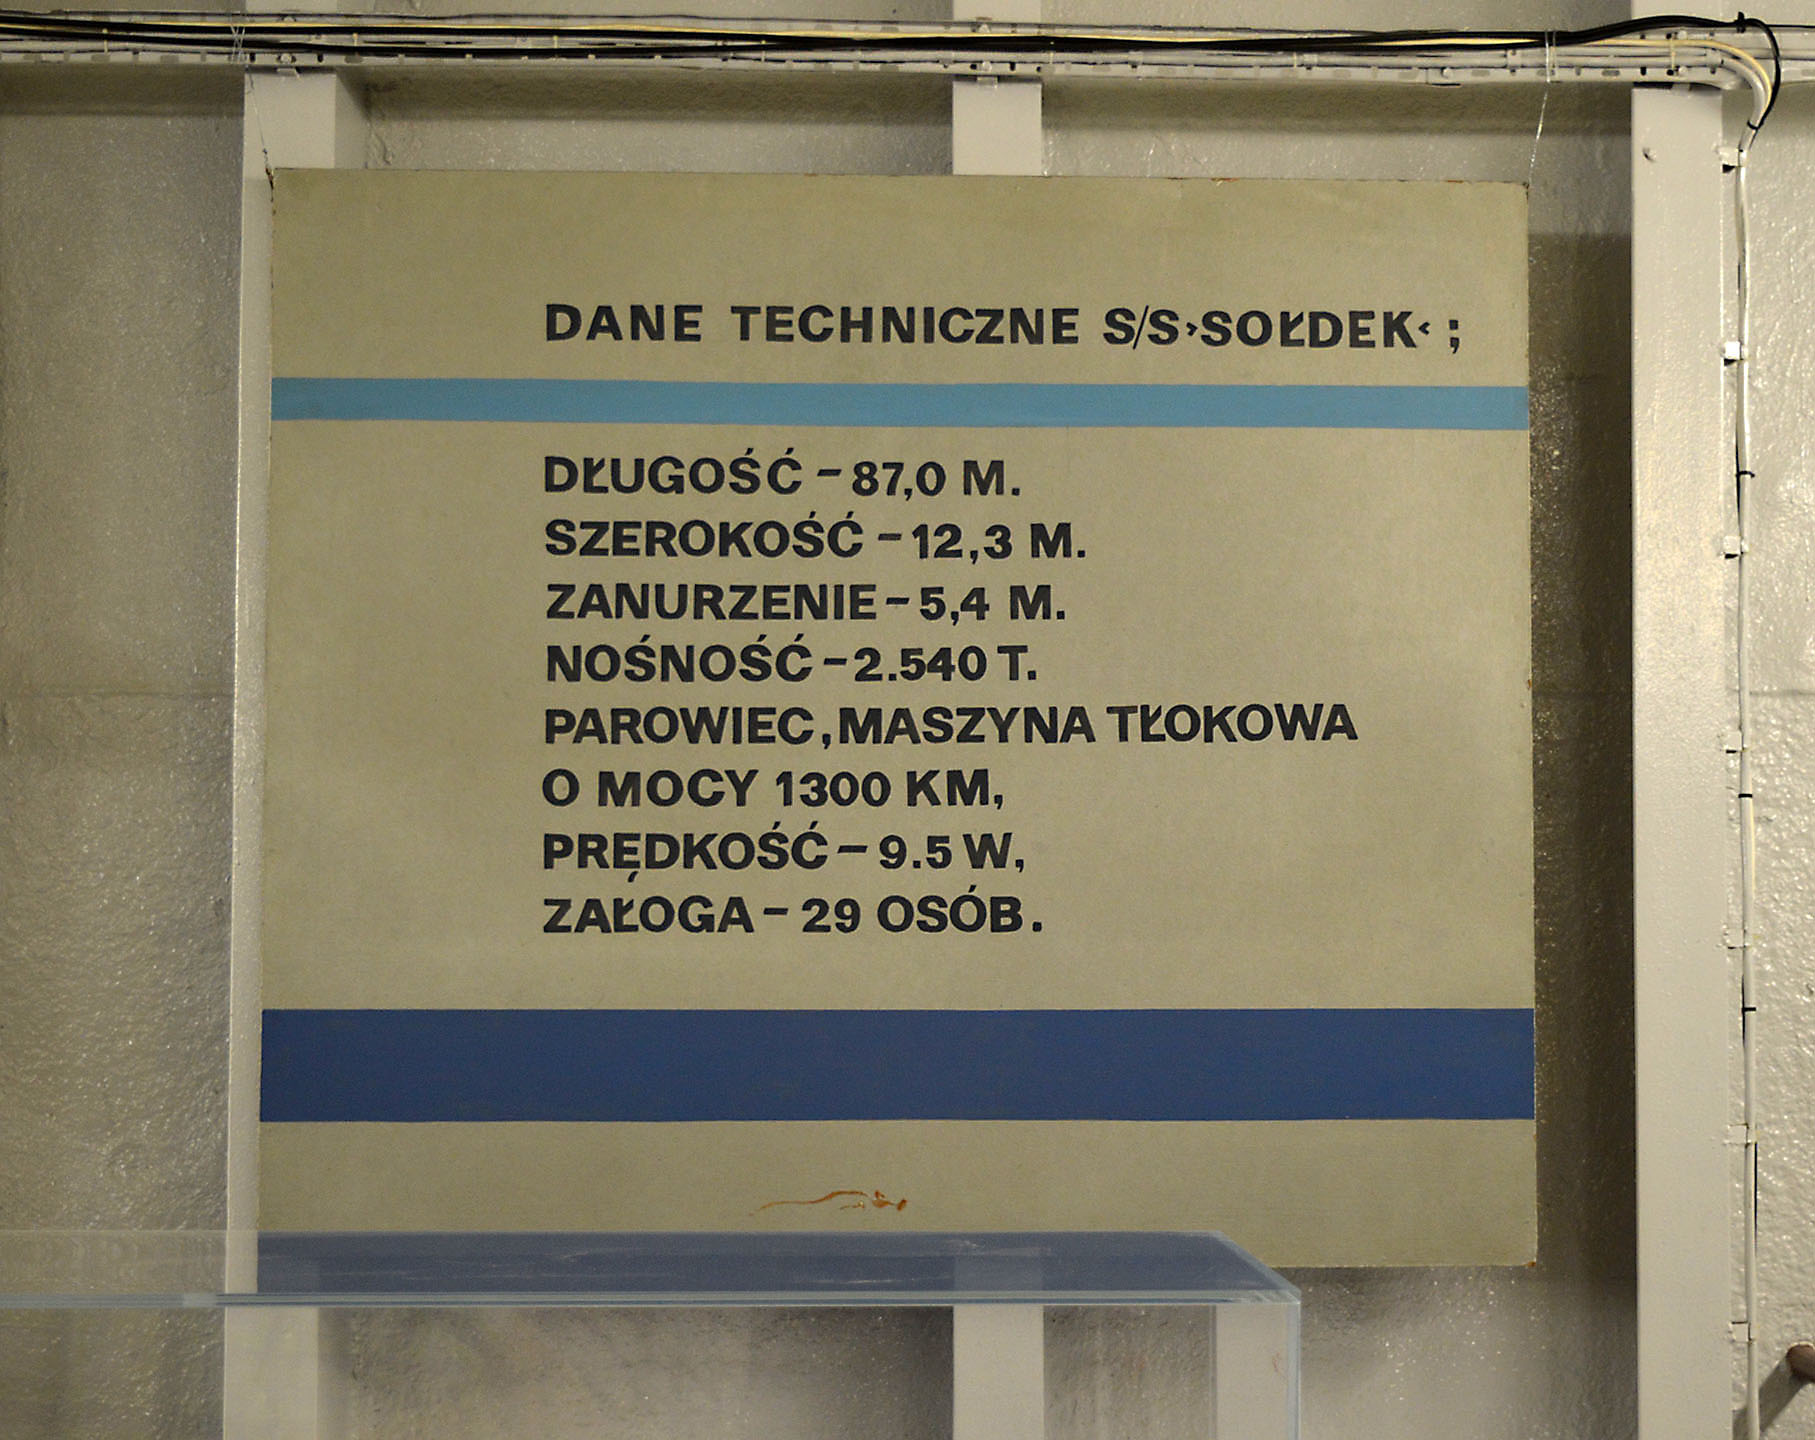 DANE TECHNICZNE S/S›SOŁDEK‹ ;
DŁUGOŚĆ – 87,0 M.
SZEROKOŚĆ – 12,3 M.
ZANURZENIE – 5,4 M.
NOŚNOŚĆ – 2.540 T.
PAROWIEC, MASZYNA TŁOKOWA
O MOCY 1300 KM,
PRĘDKOŚĆ – 9.5 W,
ZAŁOGA – 29 OSÓB.